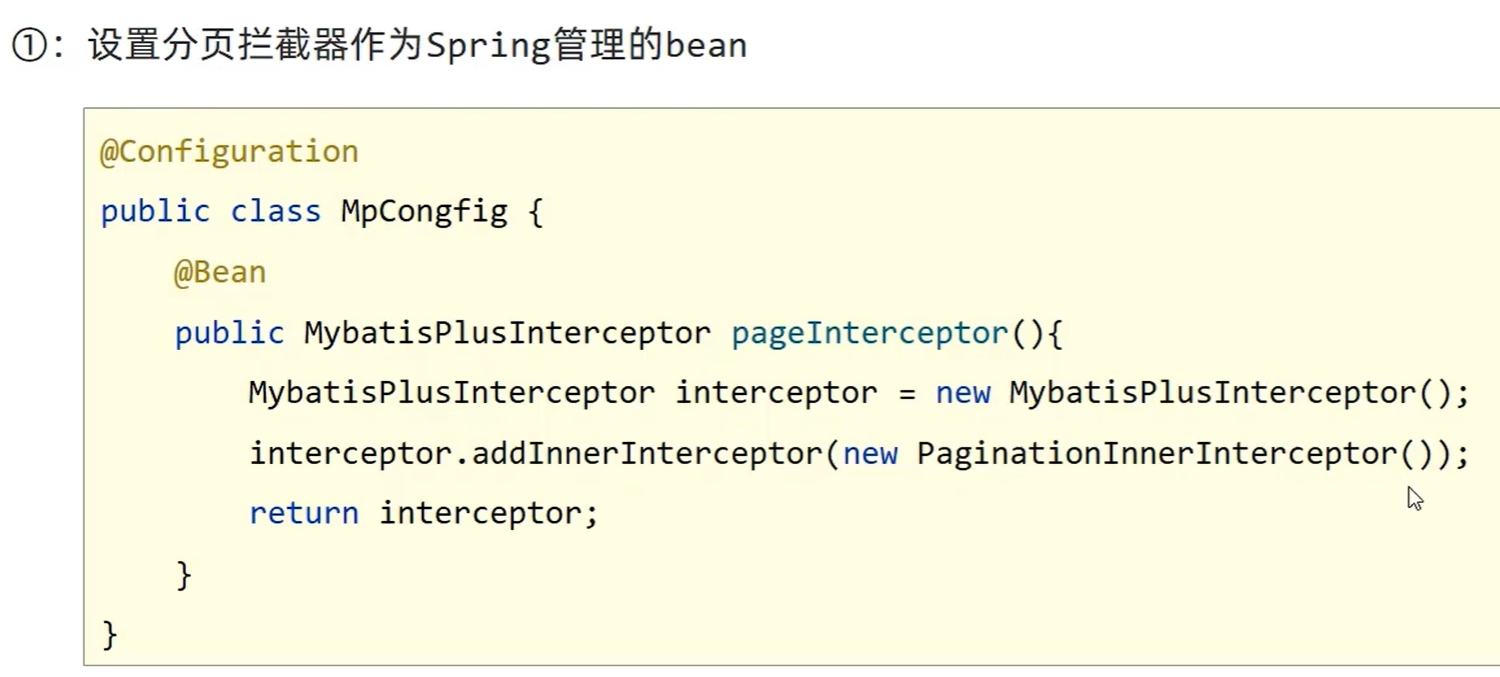 ①：设置分页拦截器作为Spring管理的bean
@Configuration
public class MpCongfig {
@Bean
public MybatisPlusInterceptor pageInterceptor(){
MybatisPlusInterceptor interceptor = new MybatisPlusInterceptor();
interceptor.addInnerInterceptor(new PaginationInnerInterceptor());
return interceptor;
}
}